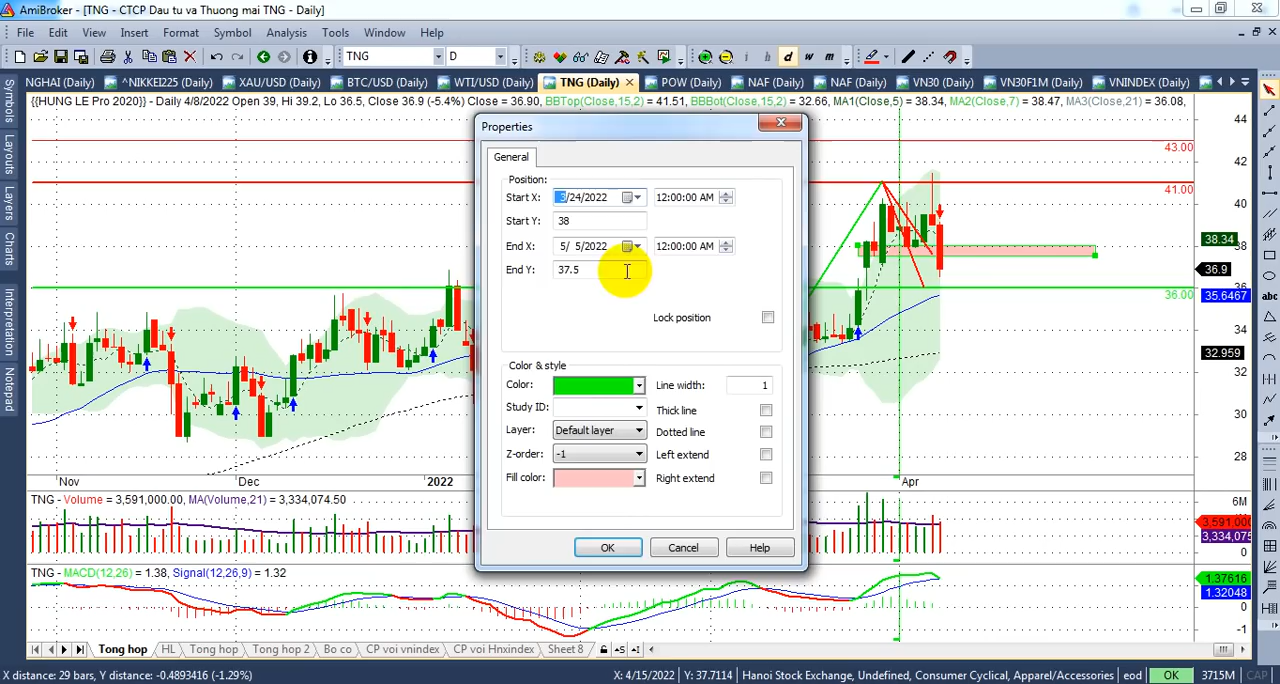 AmiBroker - [TNG - CTCP Dau tu va Thuong mai TNG - Daily]
File Edit View Insert Format Symbol Analysis Tools Window Help
TNG D i h d w m
NGHAI (Daily) ^NIKKEI225 (Daily) XAU/USD (Daily) BTC/USD (Daily) WTI/USD (Daily) TNG (Daily) POW (Daily) NAF (Daily) NAF (Daily) VN30 (Daily) VN30F1M (Daily) VNINDEX (Daily)
{{HUNG LE Pro 2020}} - Daily 4/8/2022 Open 39, Hi 39.2, Lo 36.5, Close 36.9 (-5.4%) Close = 36.90, BBTop(Close,15,2) = 41.51, BBBot(Close,15,2) = 32.66, MA1(Close,5) = 38.34, MA2(Close,7) = 38.47, MA3(Close,21) = 36.08,
Symbols
Layouts
Layers
Charts
Interpretation
Notepad
Properties
General
Position:
Start X: 3/24/2022 12:00:00 AM
Start Y: 38
End X: 5/ 5/2022 12:00:00 AM
End Y: 37.5
Lock position
Color & style
Color: Line width: 1
Study ID: Thick line
Layer: Default layer Dotted line
Z-order: -1 Left extend
Fill color: Right extend
OK Cancel Help
44
43.00
42
41.00
40
38.34
38
36.9
36.00
35.6467
34
32.959
32
30
28
abc
Nov Dec 2022 Apr
TNG - Volume = 3,591,000.00, MA(Volume,21) = 3,334,074.50
6M
3,591,000
3,334,075
0
TNG - MACD(12,26) = 1.38, Signal(12,26,9) = 1.32
1.37616
1.32048
0
-1
Tong hop HL Tong hop Tong hop 2 Bo co CP voi vnindex CP voi Hnxindex Sheet 8
X distance: 29 bars, Y distance: -0.4893416 (-1.29%) X: 4/15/2022, Y: 37.7114 Hanoi Stock Exchange, Consumer Cyclical, Apparel/Accessories eod OK 3715M CAP